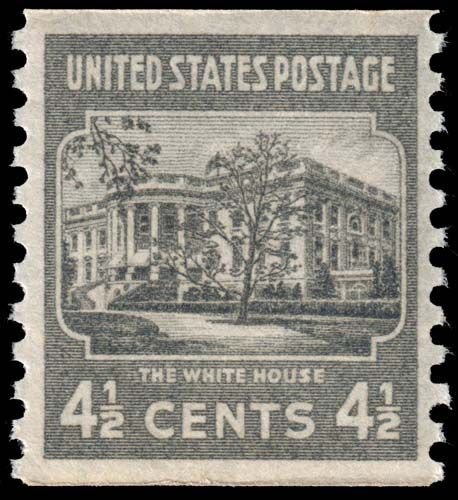 UNITED STATES POSTAGE
THE WHITE HOUSE
4½ CENTS 4½